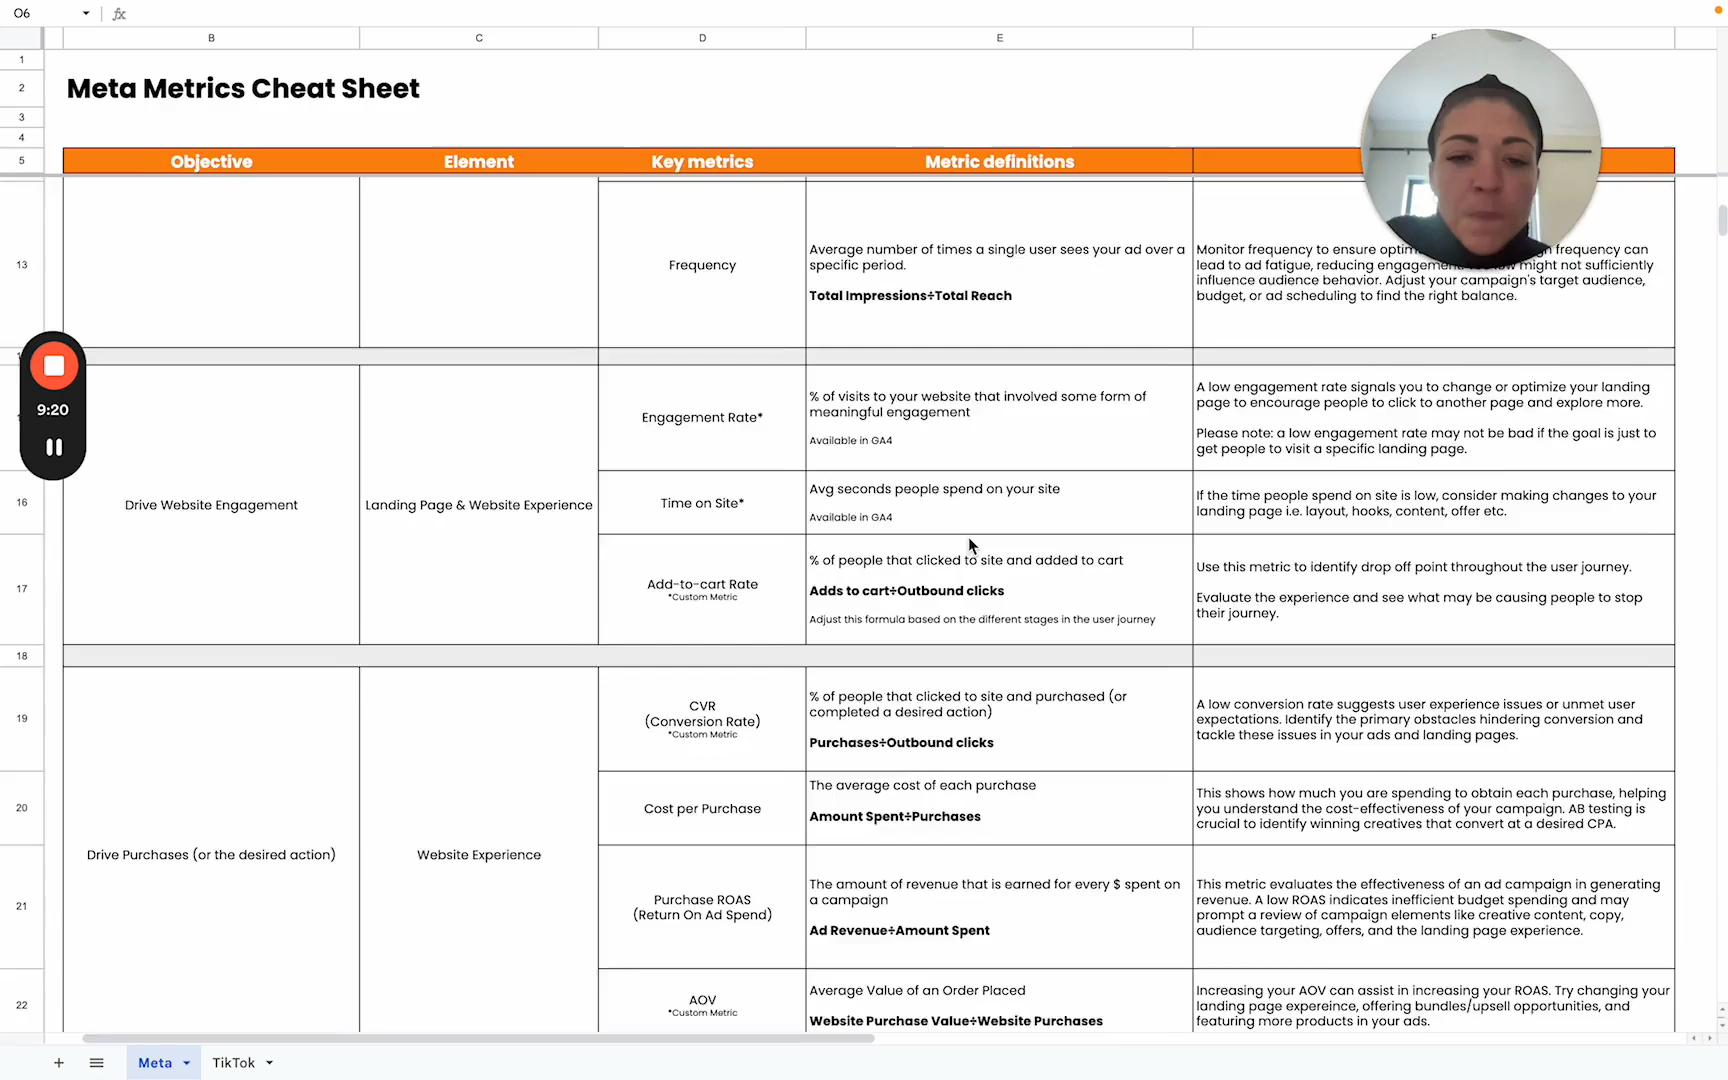 O6
fx
B C D E
1
2
3
4
5
13
16
17
18
19
20
21
22
Meta Metrics Cheat Sheet
Objective Element Key metrics Metric definitions
Frequency
Average number of times a single user sees your ad over a
specific period.
Total Impressions÷Total Reach
Monitor frequency to ensure frequency can
lead to ad fatigue, reducing might not sufficiently
influence audience behavior. Adjust your campaign's target audience,
budget, or ad scheduling to find the right balance.
9:20
Drive Website Engagement
Landing Page & Website Experience
Engagement Rate*
% of visits to your website that involved some form of
meaningful engagement
Available in GA4
A low engagement rate signals you to change or optimize your landing
page to encourage people to click to another page and explore more.
Please note: a low engagement rate may not be bad if the goal is just to
get people to visit a specific landing page.
Time on Site*
Avg seconds people spend on your site
Available in GA4
If the time people spend on site is low, consider making changes to your
landing page i.e. layout, hooks, content, offer etc.
Add-to-cart Rate
*Custom Metric
% of people that clicked to site and added to cart
Adds to cart÷Outbound clicks
Adjust this formula based on the different stages in the user journey
Use this metric to identify drop off point throughout the user journey.
Evaluate the experience and see what may be causing people to stop
their journey.
Drive Purchases (or the desired action)
Website Experience
CVR
(Conversion Rate)
*Custom Metric
% of people that clicked to site and purchased (or
completed a desired action)
Purchases÷Outbound clicks
A low conversion rate suggests user experience issues or unmet user
expectations. Identify the primary obstacles hindering conversion and
tackle these issues in your ads and landing pages.
Cost per Purchase
The average cost of each purchase
Amount Spent÷Purchases
This shows how much you are spending to obtain each purchase, helping
you understand the cost-effectiveness of your campaign. AB testing is
crucial to identify winning creatives that convert at a desired CPA.
Purchase ROAS
(Return On Ad Spend)
The amount of revenue that is earned for every $ spent on
a campaign
Ad Revenue÷Amount Spent
This metric evaluates the effectiveness of an ad campaign in generating
revenue. A low ROAS indicates inefficient budget spending and may
prompt a review of campaign elements like creative content, copy,
audience targeting, offers, and the landing page experience.
AOV
*Custom Metric
Average Value of an Order Placed
Website Purchase Value÷Website Purchases
Increasing your AOV can assist in increasing your ROAS. Try changing your
landing page expereince, offering bundles/upsell opportunities, and
featuring more products in your ads.
Meta
TikTok